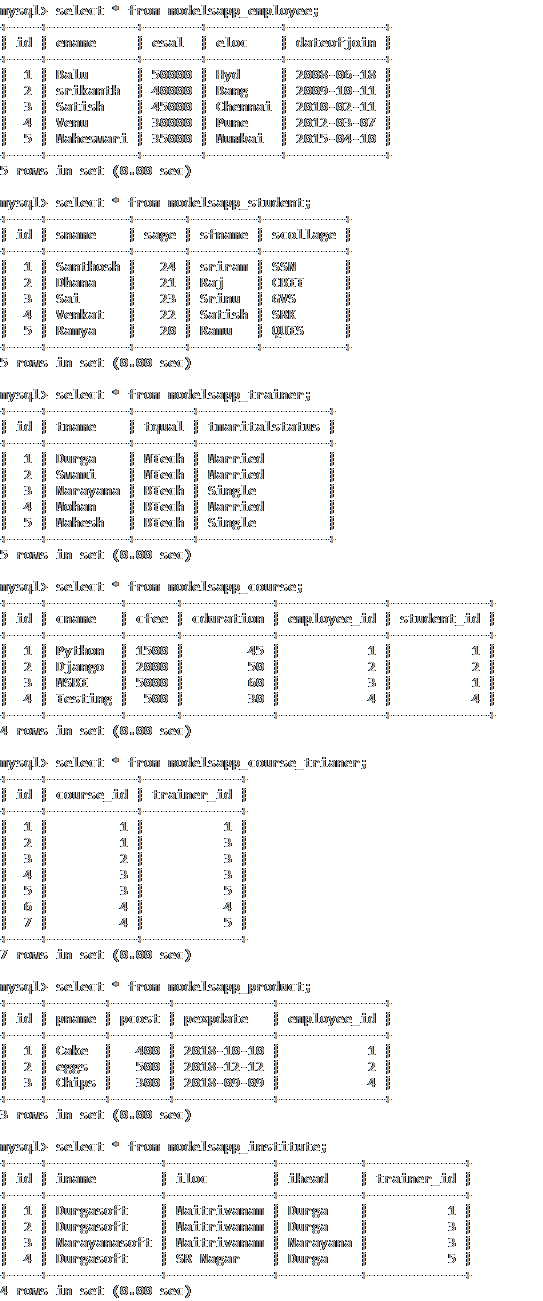 mysql> select * from modelsapp_employee;
| id | ename | esal | eloc | dateofjoin |
| 1 | Balu | 50000 | Hyd | 2008-06-18 |
| 2 | srikanth | 40000 | Bang | 2009-10-11 |
| 3 | Satish | 45000 | Chennai | 2010-02-11 |
| 4 | Venu | 30000 | Pune | 2012-03-07 |
| 5 | Maheswari | 35000 | Mumbai | 2015-04-10 |
5 rows in set (0.00 sec)
mysql> select * from modelsapp_student;
| id | sname | sage | sfname | scollage |
| 1 | Santhosh | 24 | sriram | SSN |
| 2 | Dhana | 21 | Raj |
| 3 | Sai | 23 | Srinu | GVS |
| 4 | Venkat | 22 | Satish | SRK |
| 5 | Ramya | 20 | Ramu | QUES |
5 rows in set (0.00 sec)
mysql> select * from modelsapp_trainer;
| id | tname | tqual | tmaritalstatus |
| 1 | Durga | MTech | Married |
| 2 | Swami | MTech | Married |
| 3 | Narayana | BTech | Single |
| 4 | Mohan | BTech | Married |
| 5 | Mahesh | BTech | Single |
5 rows in set (0.00 sec)
mysql> select * from modelsapp_course;
| id | cname | cfee | cduration | employee_id | student_id |
| 1 | Python | 1500 | 45 | 1 | 1 |
| 2 | Django | 2000 | 50 | 2 | 2 |
| 3 | MSBI | 5000 | 60 | 3 | 1 |
| 4 | Testing | 500 | 30 | 4 | 4 |
4 rows in set (0.00 sec)
mysql> select * from modelsapp_course_trianer;
| id | course_id | trainer_id |
| 1 | 1 | 1 |
| 2 | 1 | 3 |
| 3 | 2 | 3 |
| 4 | 3 | 3 |
| 5 | 3 | 5 |
| 6 | 4 | 4 |
| 7 | 4 | 5 |
7 rows in set (0.00 sec)
mysql> select * from modelsapp_product;
| id | pname | pcost | pexpdate | employee_id |
| 1 | Cake | 400 | 2018-10-10 | 1 |
| 2 | eggs | 500 | 2018-12-12 | 2 |
| 3 | Chips | 300 | 2018-09-09 | 4 |
3 rows in set (0.00 sec)
mysql> select * from modelsapp_institute;
| id | iname | iloc | ihead | trainer_id |
| 1 | Durgasoft | Maitrivanam | Durga | 1 |
| 2 | Durgasoft | Maitrivanam | Durga | 3 |
| 3 | Narayanasoft | Maitrivanam | Narayana | 3 |
| 4 | Durgasoft | SR Nagar | Durga | 5 |
4 rows in set (0.00 sec)